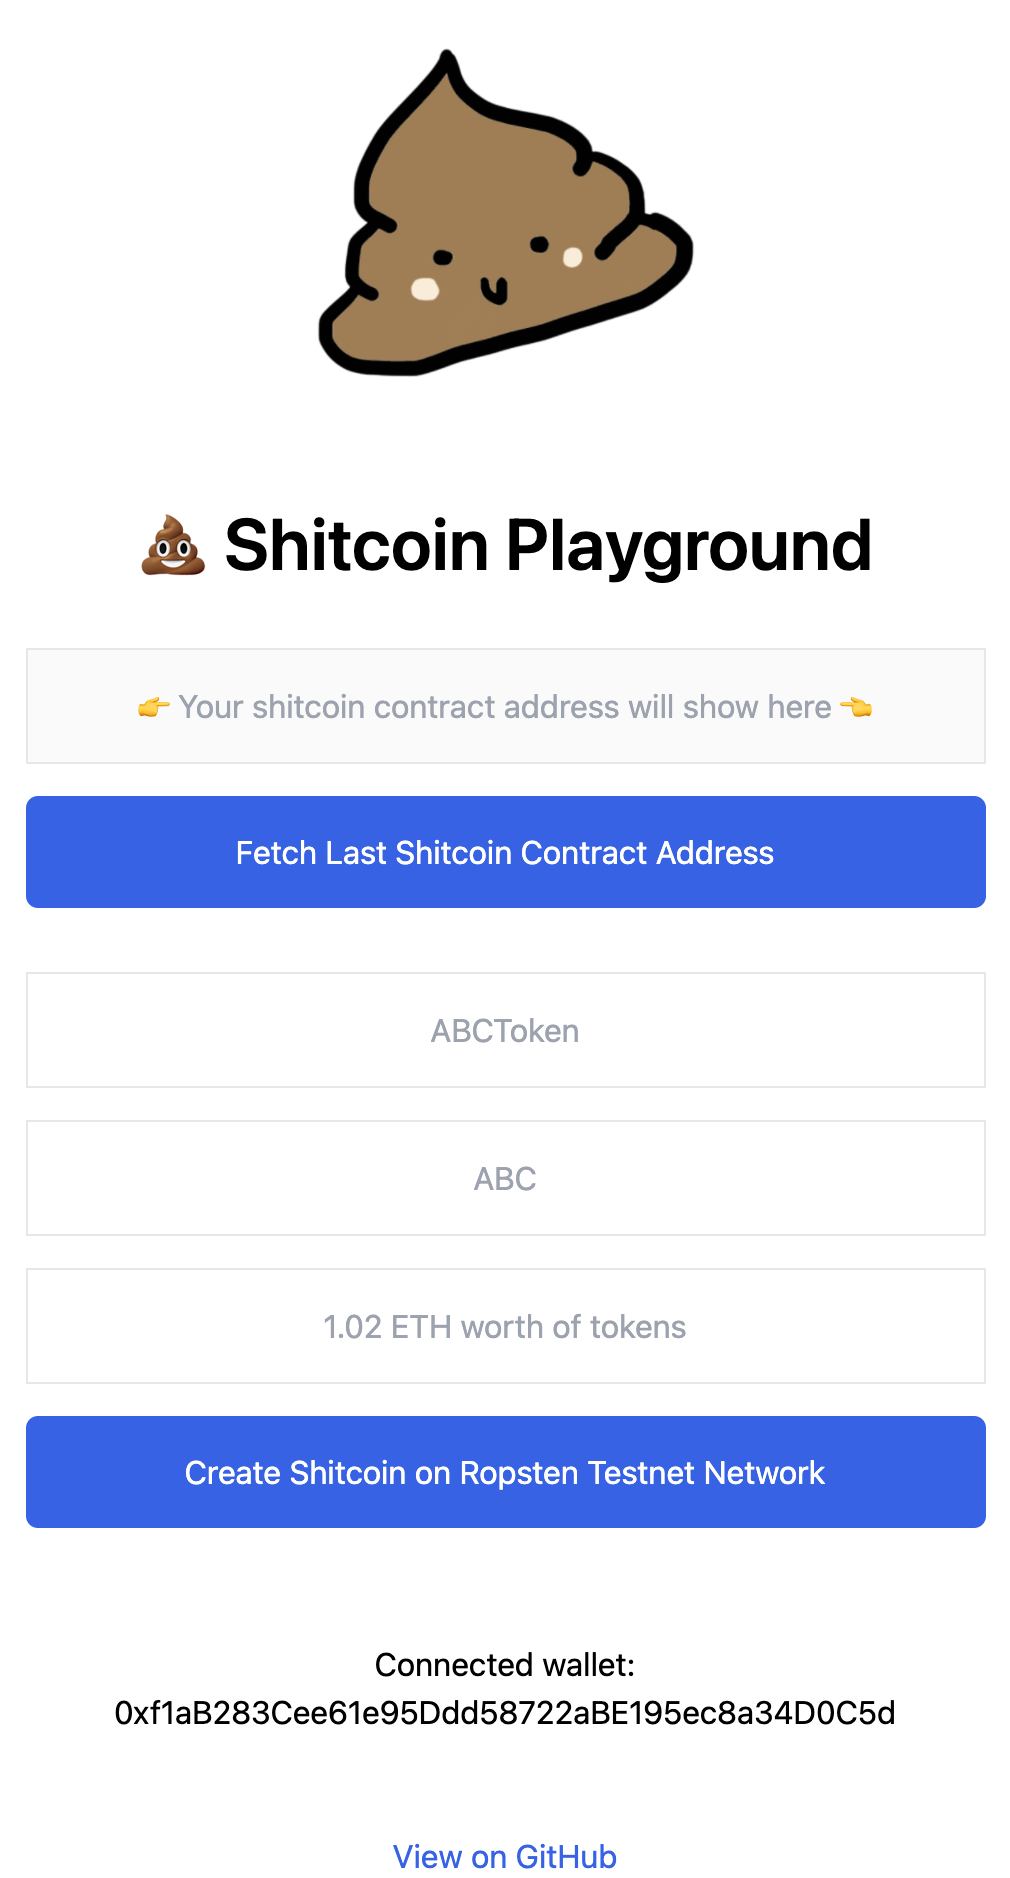 💩 Shitcoin Playground
👉 Your shitcoin contract address will show here 👈
Fetch Last Shitcoin Contract Address
ABCToken
ABC
1.02 ETH worth of tokens
Create Shitcoin on Ropsten Testnet Network
Connected wallet:
0xf1aB283Cee61e95Ddd58722aBE195ec8a34D0C5d
View on GitHub